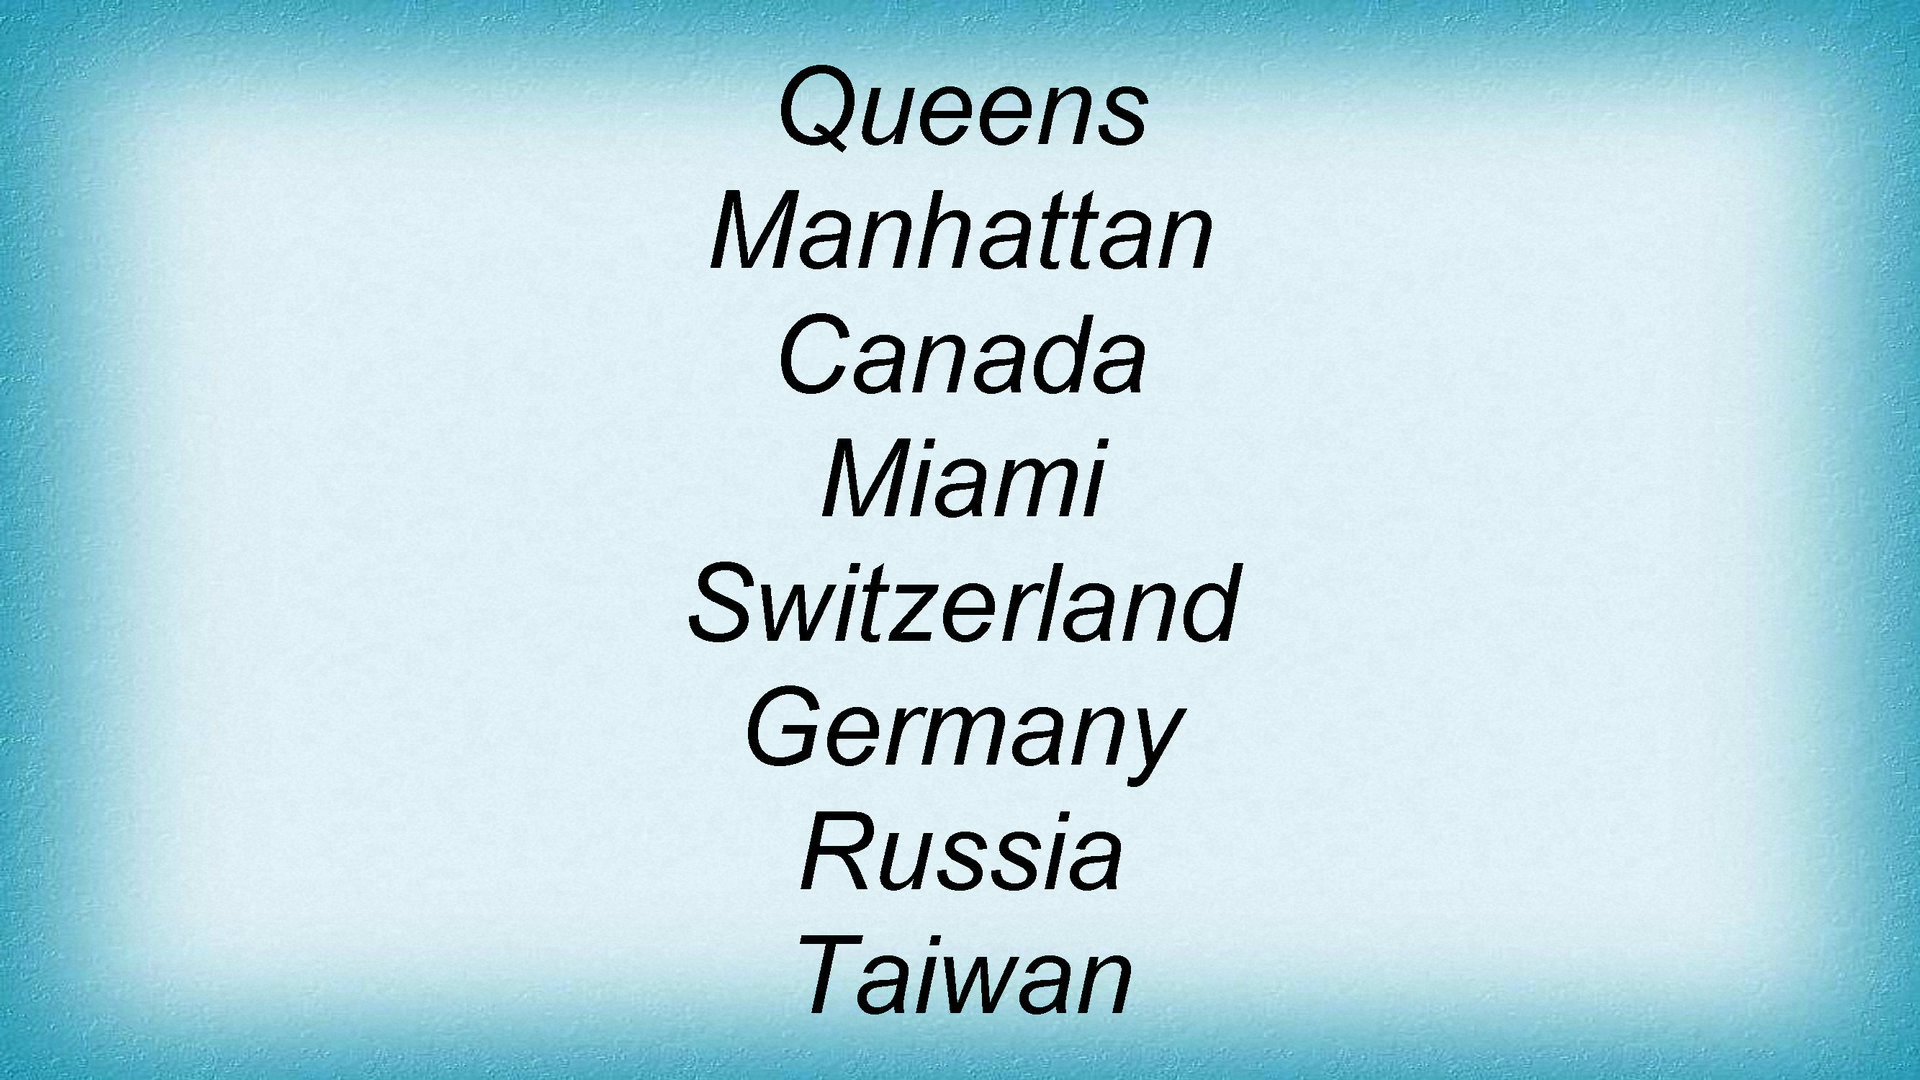 Queens
Manhattan
Canada
Miami
Switzerland
Germany
Russia
Taiwan